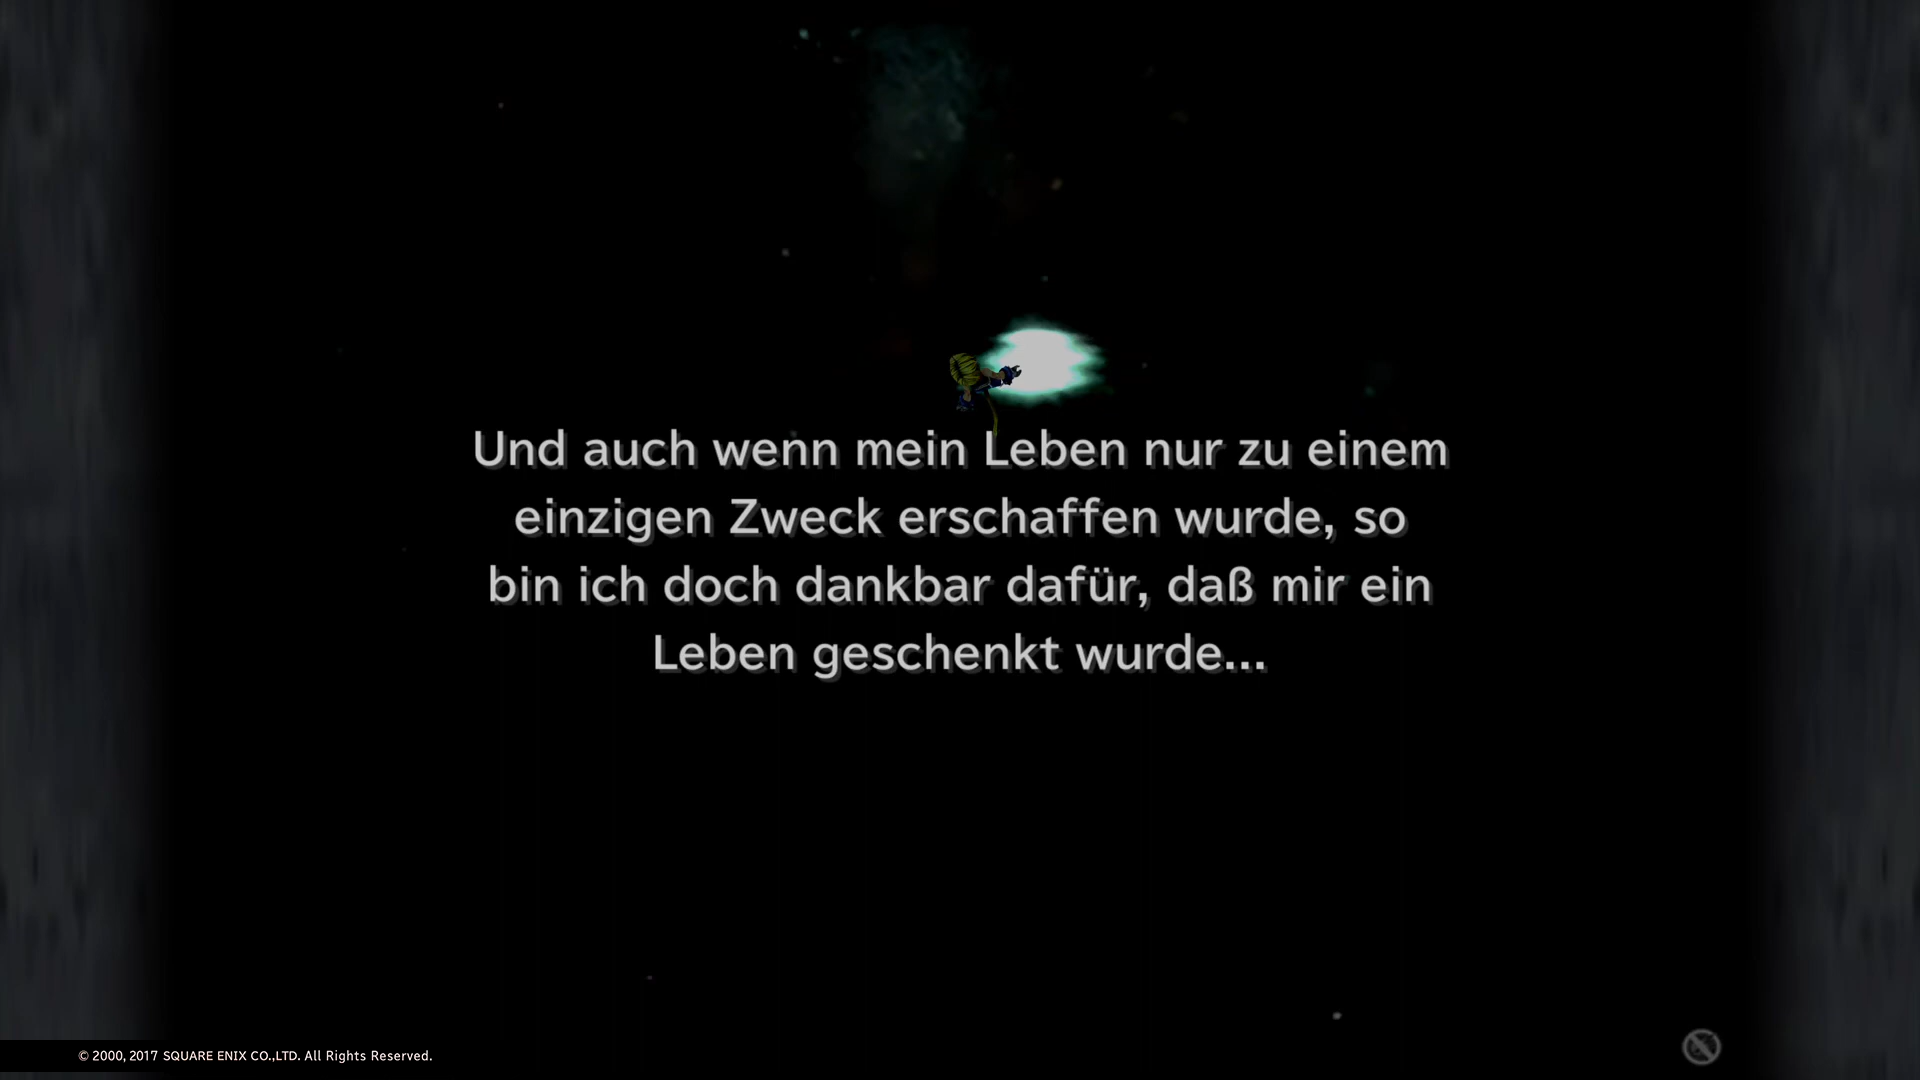 Und auch wenn mein Leben nur zu einem
einzigen Zweck erschaffen wurde, so
bin ich doch dankbar dafür, daß mir ein
Leben geschenkt wurde...
© 2000, 2017 SQUARE ENIX CO.,LTD. All Rights Reserved.